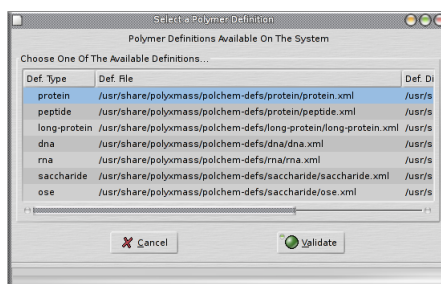 Select a Polymer Definition
Polymer Definitions Available On The System
Choose One Of The Available Definitions...
Def. Type Def. File Def. Di
protein /usr/share/polyxmass/polchem-defs/protein/protein.xml /usr/s
peptide /usr/share/polyxmass/polchem-defs/protein/peptide.xml /usr/s
long-protein /usr/share/polyxmass/polchem-defs/long-protein/long-protein.xml /usr/s
dna /usr/share/polyxmass/polchem-defs/dna/dna.xml /usr/s
rna /usr/share/polyxmass/polchem-defs/rna/rna.xml /usr/s
saccharide /usr/share/polyxmass/polchem-defs/saccharide/saccharide.xml /usr/s
ose /usr/share/polyxmass/polchem-defs/saccharide/ose.xml /usr/s
Cancel Validate